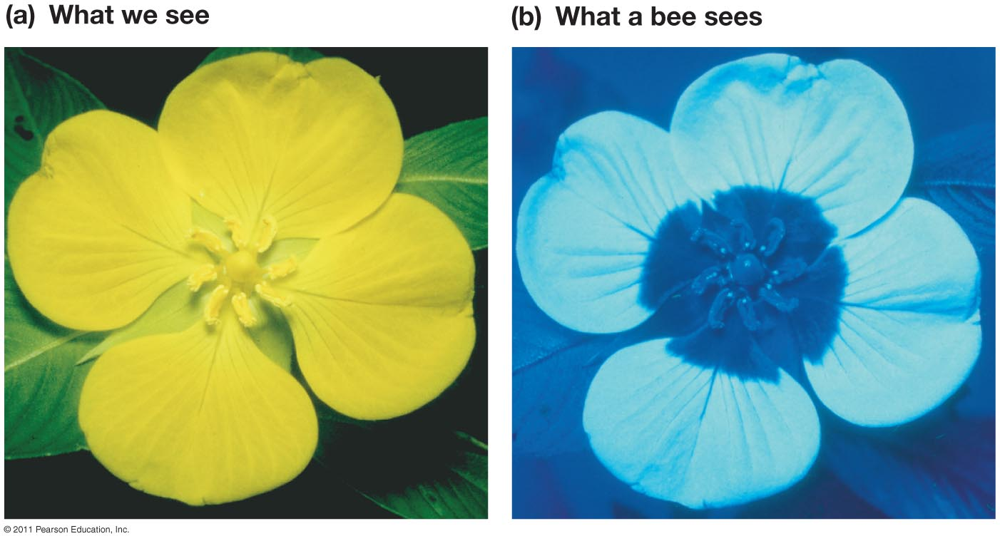 (a) What we see
(b) What a bee sees
© 2011 Pearson Education, Inc.